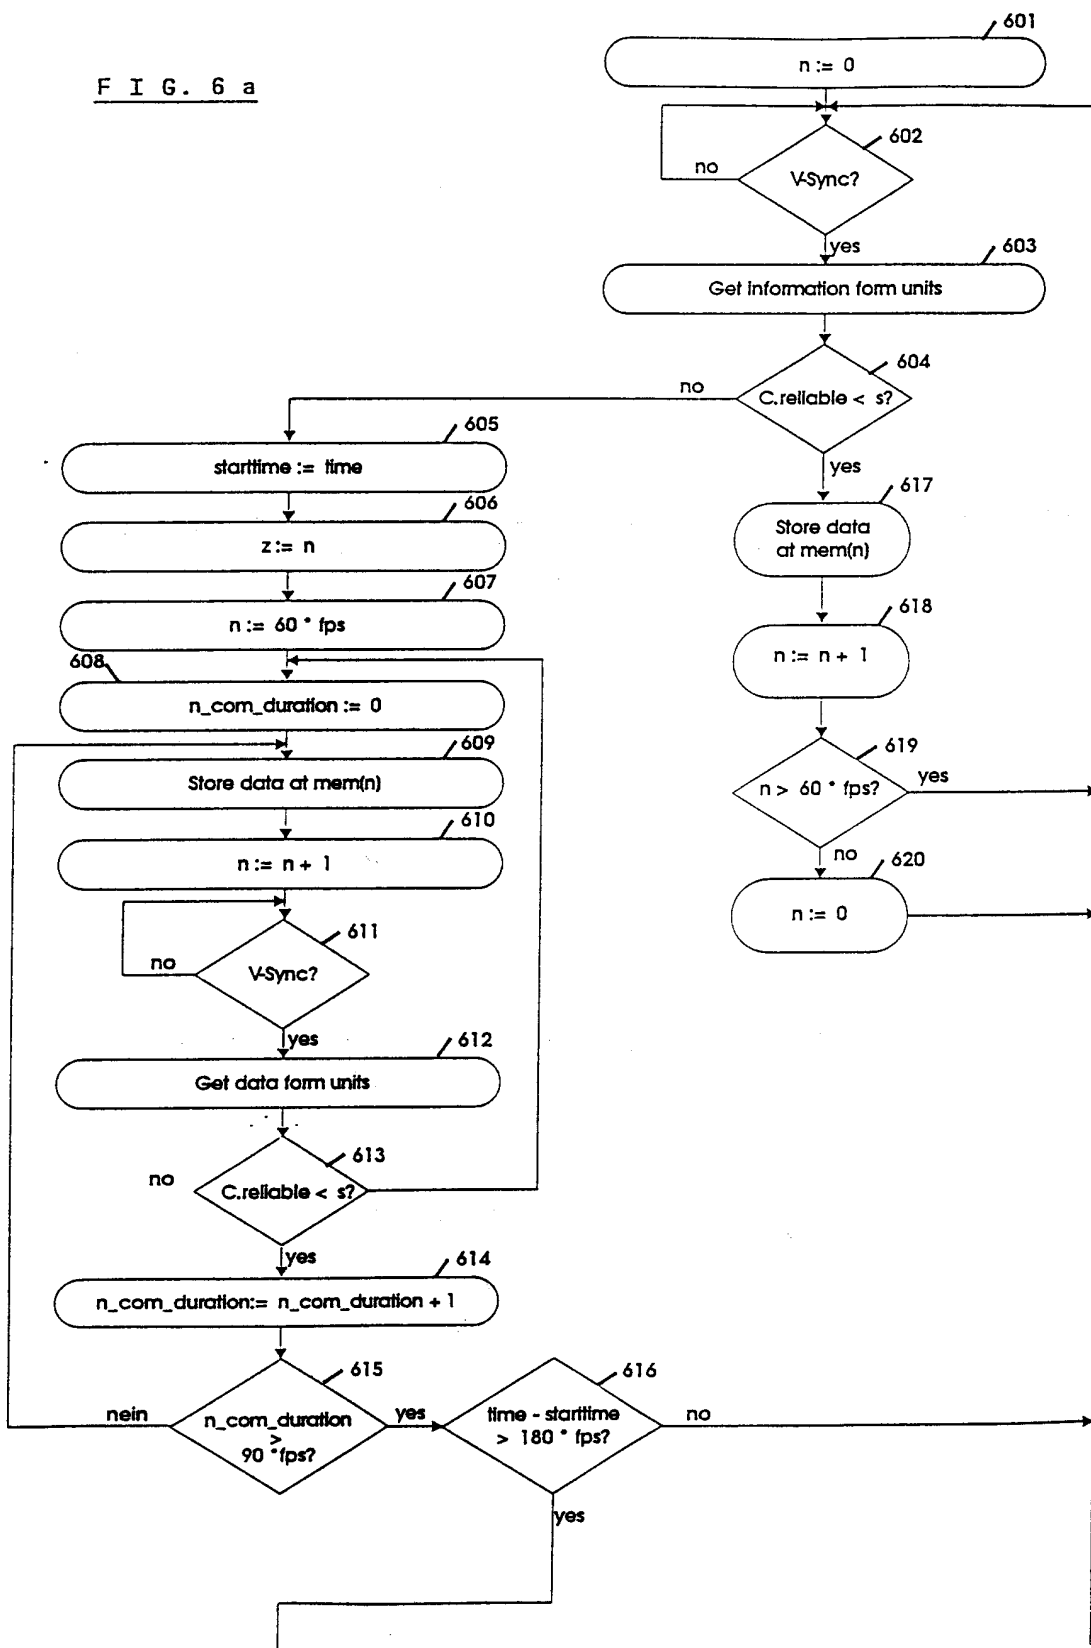 F I G. 6 a
601
n := 0
602
V-Sync?
no
yes
603
Get information form units
604
C.reliable < s?
no
yes
605
starttime := time
606
z := n
607
n := 60 * fps
608
n_com_duration := 0
609
Store data at mem(n)
610
n := n + 1
611
V-Sync?
no
yes
612
Get data form units
613
C.reliable < s?
no
yes
614
n_com_duration:= n_com_duration + 1
615
n_com_duration
>
90 *fps?
nein
yes
616
time - starttime
> 180 * fps?
no
yes
617
Store data
at mem(n)
618
n := n + 1
619
n > 60 * fps?
yes
no
620
n := 0